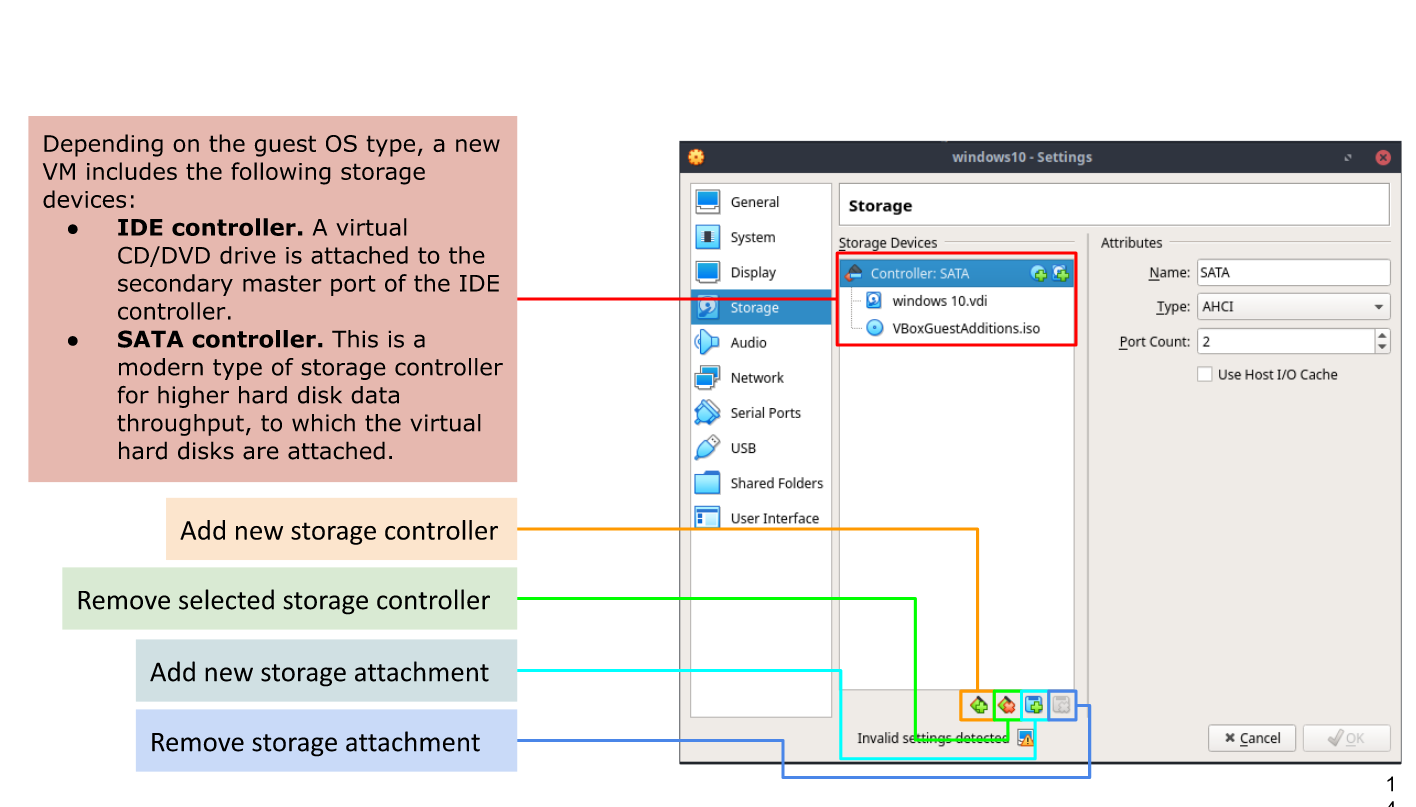 Depending on the guest OS type, a new
VM includes the following storage
devices:
● IDE controller. A virtual
CD/DVD drive is attached to the
secondary master port of the IDE
controller.
● SATA controller. This is a
modern type of storage controller
for higher hard disk data
throughput, to which the virtual
hard disks are attached.
Add new storage controller
Remove selected storage controller
Add new storage attachment
Remove storage attachment
windows10 - Settings
General
System
Display
Storage
Audio
Network
Serial Ports
USB
Shared Folders
User Interface
Storage
Storage Devices
Controller: SATA
windows 10.vdi
VBoxGuestAdditions.iso
Attributes
Name: SATA
Type: AHCI
Port Count: 2
Use Host I/O Cache
Invalid settings detected
Cancel
OK
1
4